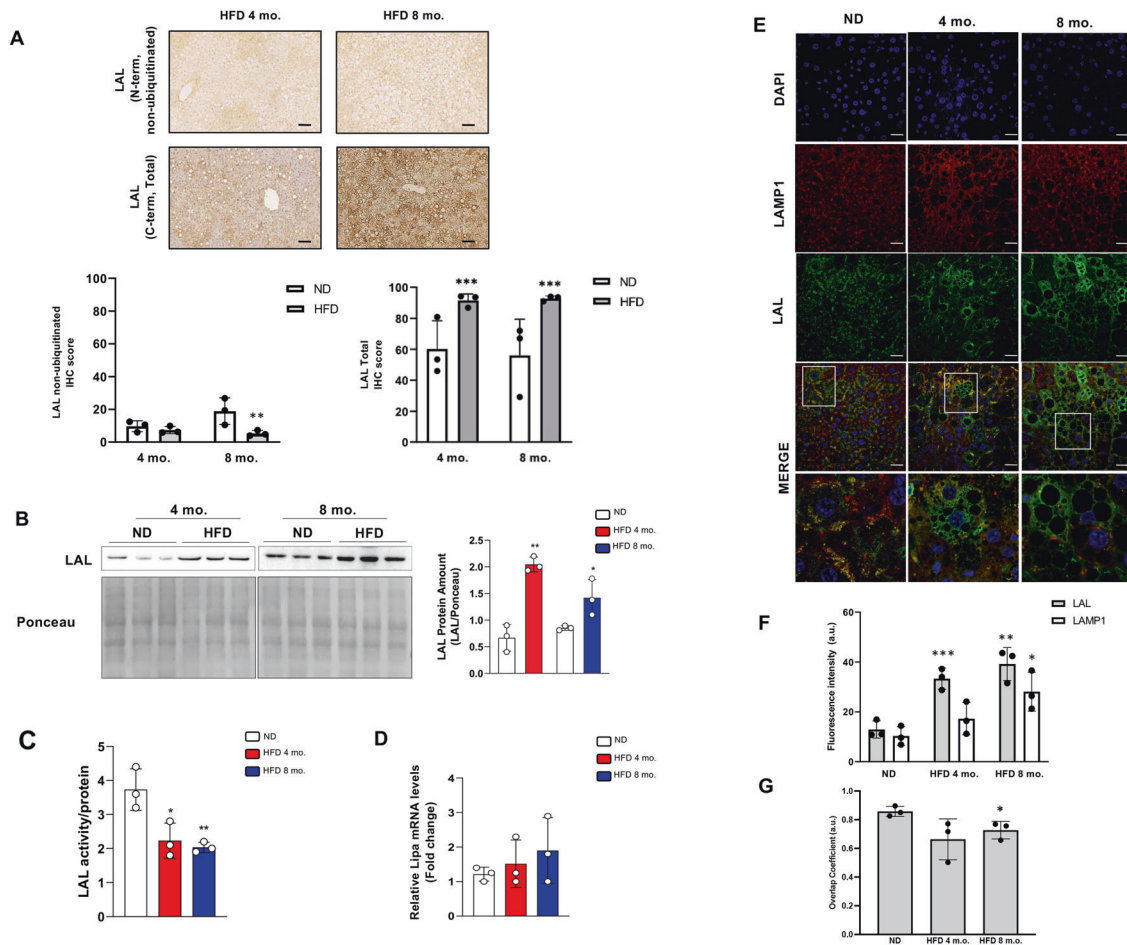 HFD 4 mo.
HFD 8 mo.
A
LAL
(N-term,
non-ubiquitinated)
LAL
(C-term, Total)
LAL non-ubiquitinated
IHC score
100
80
60
40
20
0
4 mo.
8 mo.
**
ND
HFD
LAL Total
IHC score
100
80
60
40
20
0
4 mo.
8 mo.
***
***
ND
HFD
B
4 mo.
8 mo.
ND
HFD
ND
HFD
LAL
Ponceau
LAL Protein Amount
(LAL/Ponceau)
2.5
2.0
1.5
1.0
0.5
0.0
**
*
ND
HFD 4 mo.
HFD 8 mo.
C
LAL activity/protein
5
4
3
2
1
0
*
**
ND
HFD 4 mo.
HFD 8 mo.
D
Relative Lipa mRNA levels
(Fold change)
4
3
2
1
0
ND
HFD 4 mo.
HFD 8 mo.
E
ND
4 mo.
8 mo.
DAPI
LAMP1
LAL
MERGE
F
LAL
LAMP1
Fluorescence intensity
(a.u.)
60
40
20
0
***
**
*
ND
HFD 4 mo.
HFD 8 mo.
G
Overlap Coefficient (a.u.)
1.0
0.8
0.6
0.4
0.2
0.0
*
ND
HFD 4 m.o.
HFD 8 m.o.